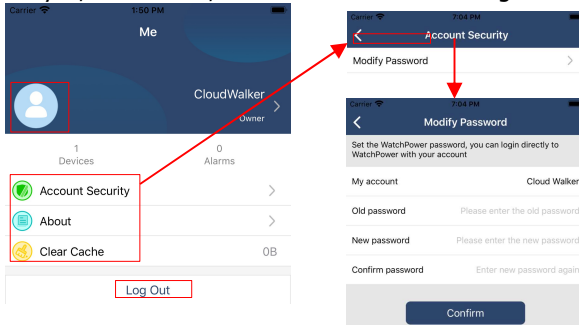 Carrier 1:50 PM
Me
CloudWalker
Owner
1 0
Devices Alarms
Account Security
About
Clear Cache 0B
Log Out
Carrier 7:04 PM
Account Security
Modify Password
Carrier 7:04 PM
Modify Password
Set the WatchPower password, you can login directly to
WatchPower with your account
My account Cloud Walker
Old password Please enter the old password
New password Please enter the new password
Confirm password Enter new password again
Confirm